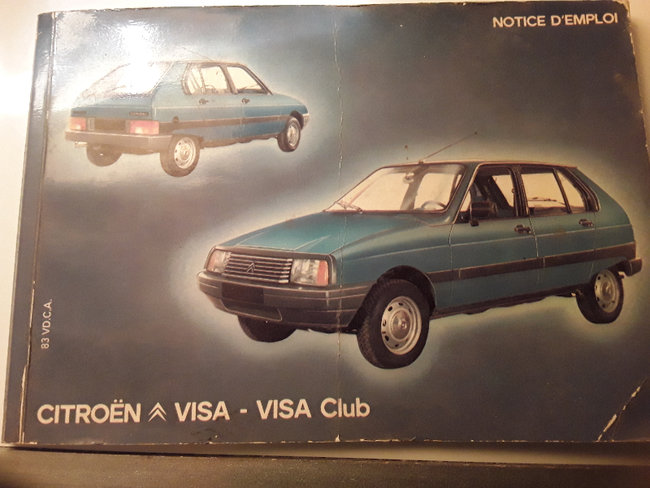 NOTICE D'EMPLOI
83 VD.C.A.
CITROËN VISA - VISA Club